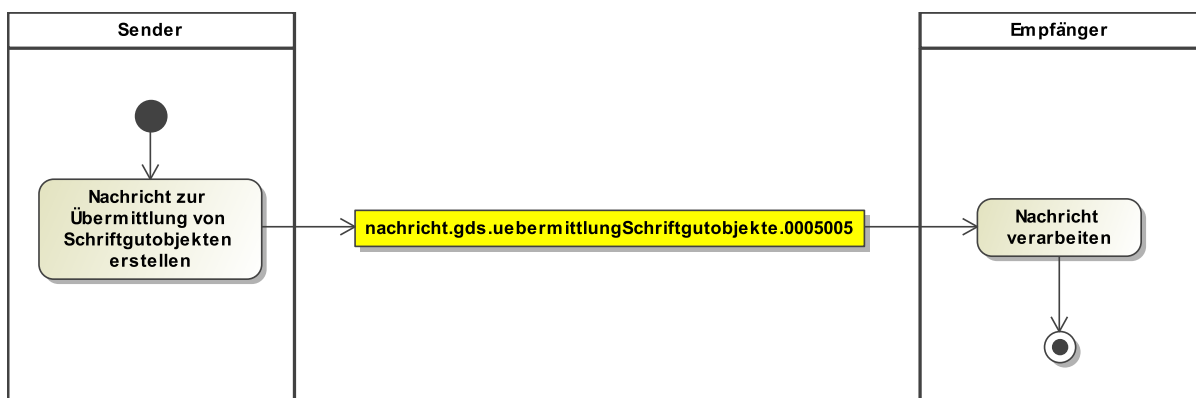 Sender
Empfänger
Nachricht zur
Übermittlung von
Schriftgutobjekten
erstellen
nachricht.gds.uebermittlungSchriftgutobjekte.0005005
Nachricht
verarbeiten